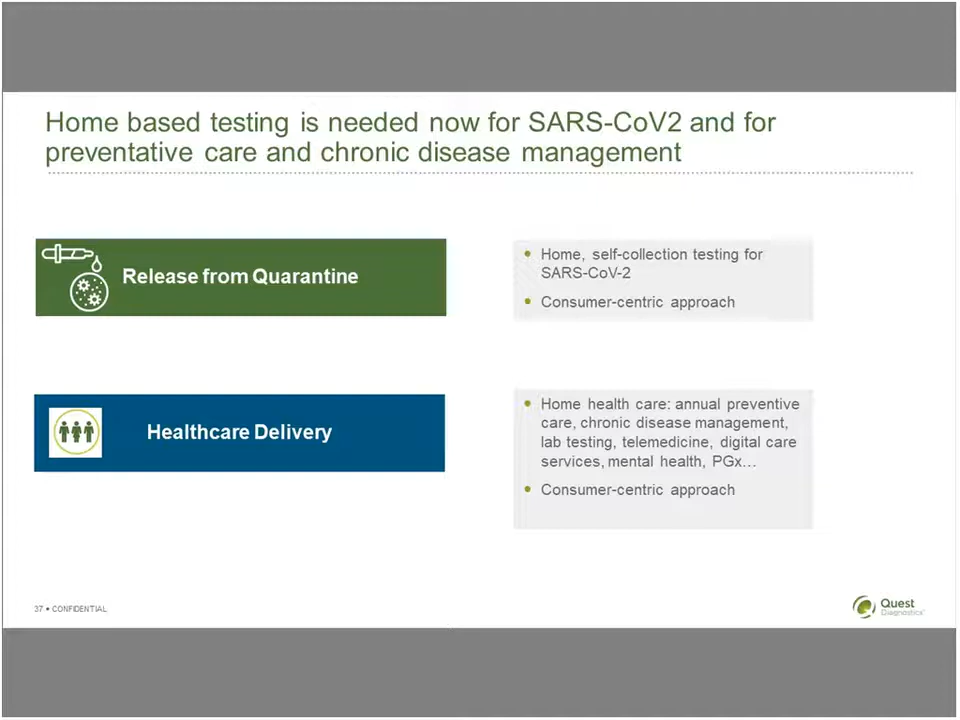 Home based testing is needed now for SARS-CoV2 and for
preventative care and chronic disease management
Release from Quarantine
• Home, self-collection testing for
SARS-CoV-2
• Consumer-centric approach
Healthcare Delivery
• Home health care: annual preventive
care, chronic disease management,
lab testing, telemedicine, digital care
services, mental health, PGx...
• Consumer-centric approach
37 • CONFIDENTIAL
Quest
Diagnostics